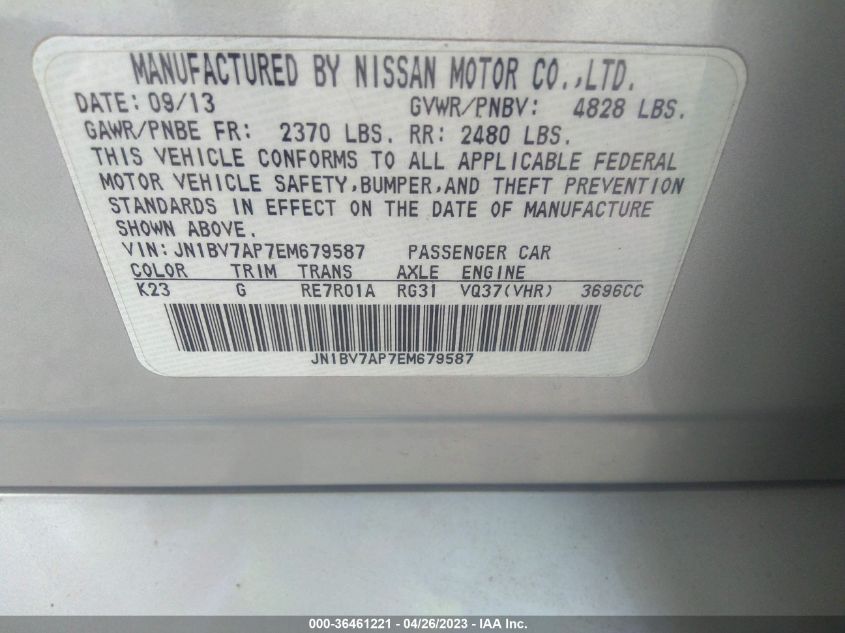 MANUFACTURED BY NISSAN MOTOR CO.,LTD.
DATE: 09/13 GVWR/PNBV: 4828 LBS.
GAWR/PNBE FR: 2370 LBS. RR: 2480 LBS.
THIS VEHICLE CONFORMS TO ALL APPLICABLE FEDERAL
MOTOR VEHICLE SAFETY,BUMPER,AND THEFT PREVENTION
STANDARDS IN EFFECT ON THE DATE OF MANUFACTURE
SHOWN ABOVE.
VIN: JN1BV7AP7EM679587 PASSENGER CAR
COLOR TRIM TRANS AXLE ENGINE
K23 G RE7R01A RG31 VQ37(VHR) 3696CC
JN1BV7AP7EM679587
000-36461221 - 04/26/2023 - IAA Inc.